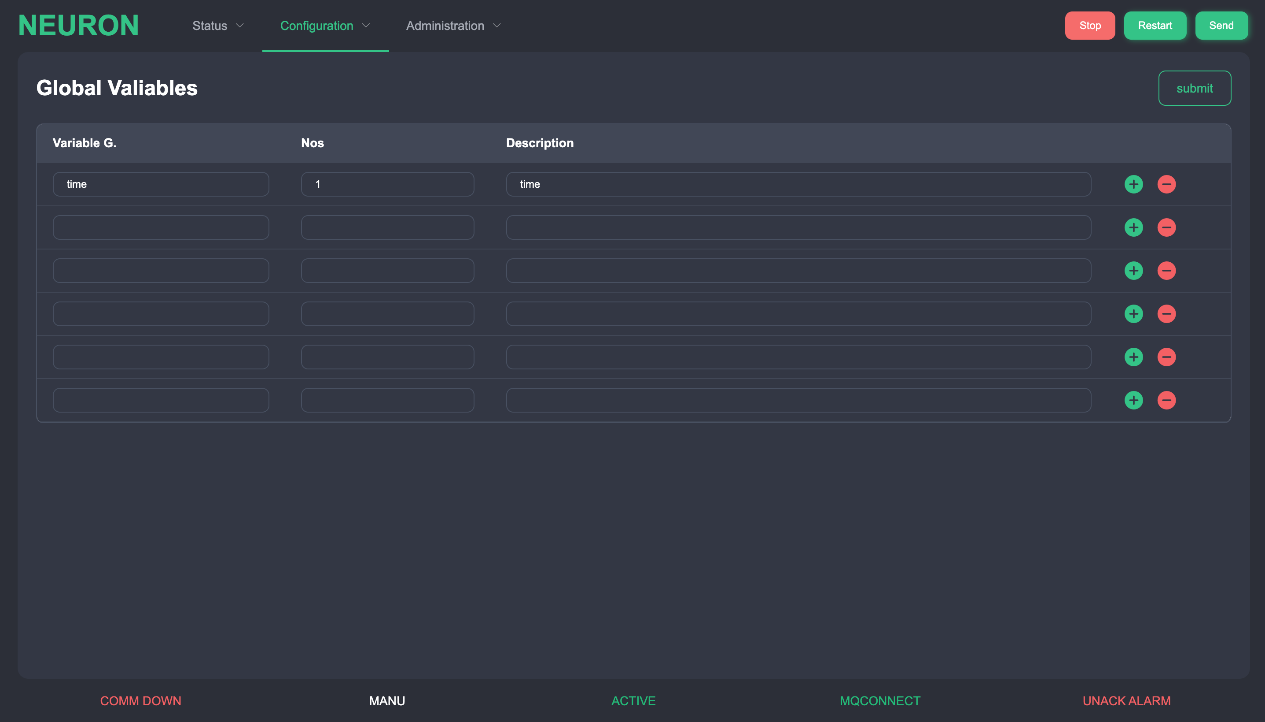 NEURON Status Configuration Administration Stop Restart Send
Global Valiables submit
Variable G. Nos Description
time 1 time
COMM DOWN MANU ACTIVE MQCONNECT UNACK ALARM